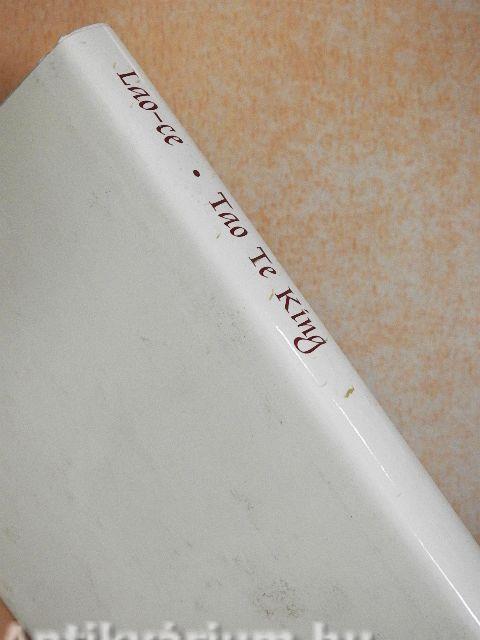 Lao-ce • Tao Te King
Antikvárium.hu